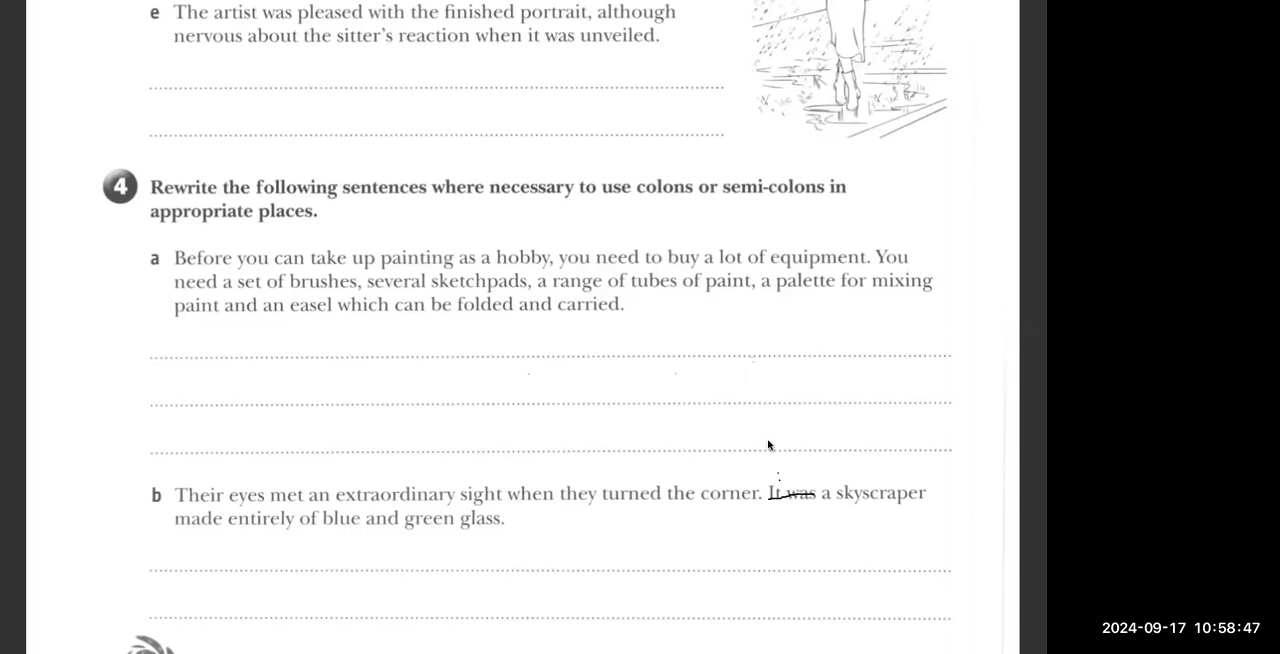 e The artist was pleased with the finished portrait, although
nervous about the sitter's reaction when it was unveiled.
4 Rewrite the following sentences where necessary to use colons or semi-colons in
appropriate places.
a Before you can take up painting as a hobby, you need to buy a lot of equipment. You
need a set of brushes, several sketchpads, a range of tubes of paint, a palette for mixing
paint and an easel which can be folded and carried.
:
b Their eyes met an extraordinary sight when they turned the corner. It was a skyscraper
made entirely of blue and green glass.
2024-09-17 10:58:47